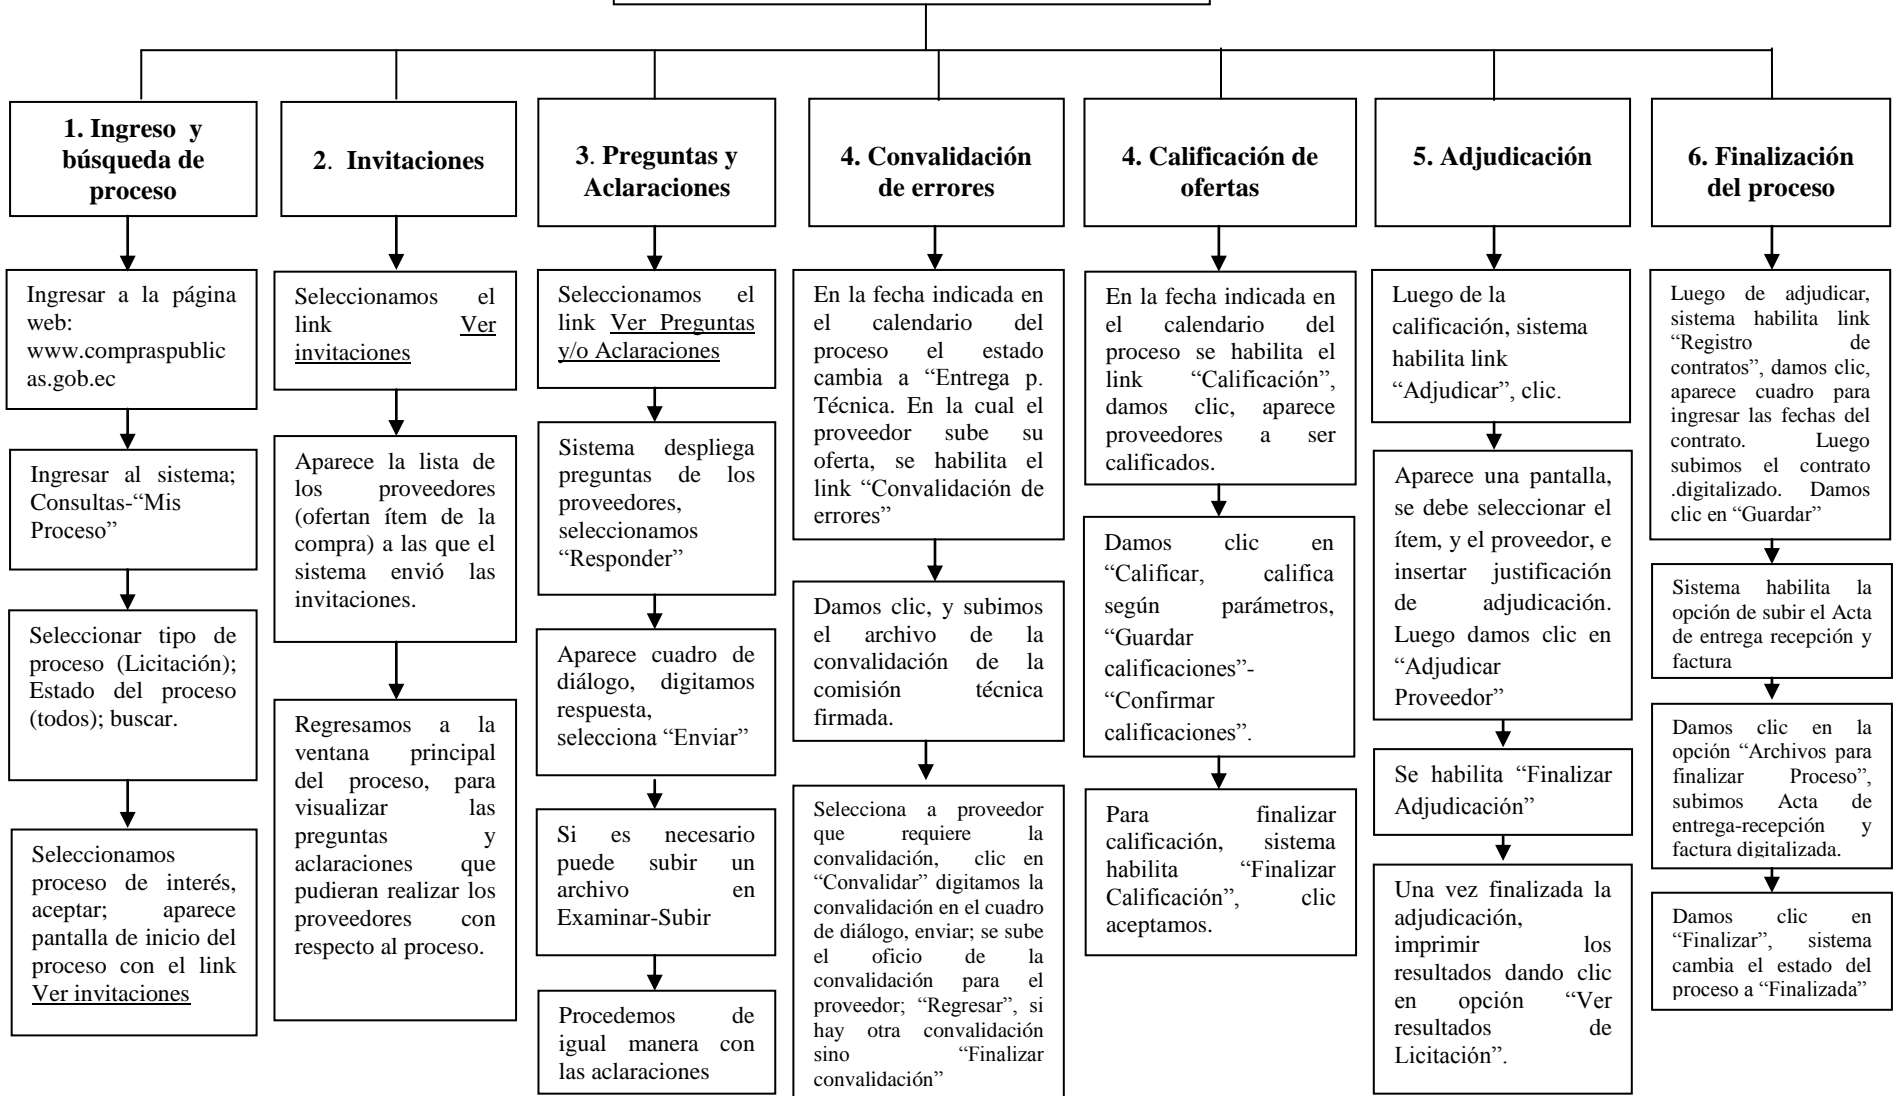 1. Ingreso y
búsqueda de
proceso
Ingresar a la página
web:
www.compraspublic
as.gob.ec
Ingresar al sistema;
Consultas-“Mis
Proceso”
Seleccionar tipo de
proceso (Licitación);
Estado del proceso
(todos); buscar.
Seleccionamos
proceso de interés,
aceptar; aparece
pantalla de inicio del
proceso con el link
Ver invitaciones
2. Invitaciones
Seleccionamos el
link Ver
invitaciones
Aparece la lista de
los proveedores
(ofertan ítem de la
compra) a las que el
sistema envió las
invitaciones.
Regresamos a la
ventana principal
del proceso, para
visualizar las
preguntas y
aclaraciones que
pudieran realizar los
proveedores con
respecto al proceso.
3. Preguntas y
Aclaraciones
Seleccionamos el
link Ver Preguntas
y/o Aclaraciones
Sistema despliega
preguntas de los
proveedores,
seleccionamos
“Responder”
Aparece cuadro de
diálogo, digitamos
respuesta,
selecciona “Enviar”
Si es necesario
puede subir un
archivo en
Examinar-Subir
Procedemos de
igual manera con
las aclaraciones
4. Convalidación
de errores
En la fecha indicada en
el calendario del
proceso el estado
cambia a “Entrega p.
Técnica. En la cual el
proveedor sube su
oferta, se habilita el
link “Convalidación de
errores”
Damos clic, y subimos
el archivo de la
convalidación de la
comisión técnica
firmada.
Selecciona a proveedor
que requiere la
convalidación, clic en
“Convalidar” digitamos la
convalidación en el cuadro
de diálogo, enviar; se sube
el oficio de la
convalidación para el
proveedor; “Regresar”, si
hay otra convalidación
sino “Finalizar
convalidación”
4. Calificación de
ofertas
En la fecha indicada en
el calendario del
proceso se habilita el
link “Calificación”,
damos clic, aparece
proveedores a ser
calificados.
Damos clic en
“Calificar, califica
según parámetros,
“Guardar
calificaciones”-
“Confirmar
calificaciones”.
Para finalizar
calificación, sistema
habilita “Finalizar
Calificación”, clic
aceptamos.
5. Adjudicación
Luego de la
calificación, sistema
habilita link
“Adjudicar”, clic.
Aparece una pantalla,
se debe seleccionar el
ítem, y el proveedor, e
insertar justificación
de adjudicación.
Luego damos clic en
“Adjudicar
Proveedor”
Se habilita “Finalizar
Adjudicación”
Una vez finalizada la
adjudicación,
imprimir los
resultados dando clic
en opción “Ver
resultados de
Licitación”.
6. Finalización
del proceso
Luego de adjudicar,
sistema habilita link
“Registro de
contratos”, damos clic,
aparece cuadro para
ingresar las fechas del
contrato. Luego
subimos el contrato
.digitalizado. Damos
clic en “Guardar”
Sistema habilita la
opción de subir el Acta
de entrega recepción y
factura
Damos clic en la
opción “Archivos para
finalizar Proceso”,
subimos Acta de
entrega-recepción y
factura digitalizada.
Damos clic en
“Finalizar”, sistema
cambia el estado del
proceso a “Finalizada”